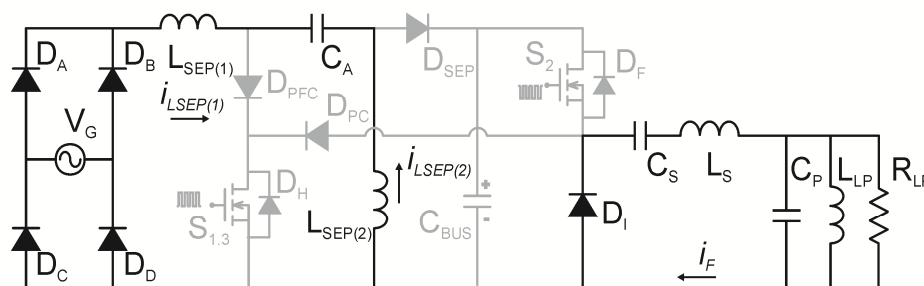 D_A
D_B
L_SEP(1)
C_A
D_SEP
S_2
D_F
i_LSEP(1)
D_PFC
D_PC
V_G
i_LSEP(2)
C_S
L_S
C_P
L_LP
R_LP
D_H
S_1.3
L_SEP(2)
C_BUS
D_I
D_C
D_D
i_F